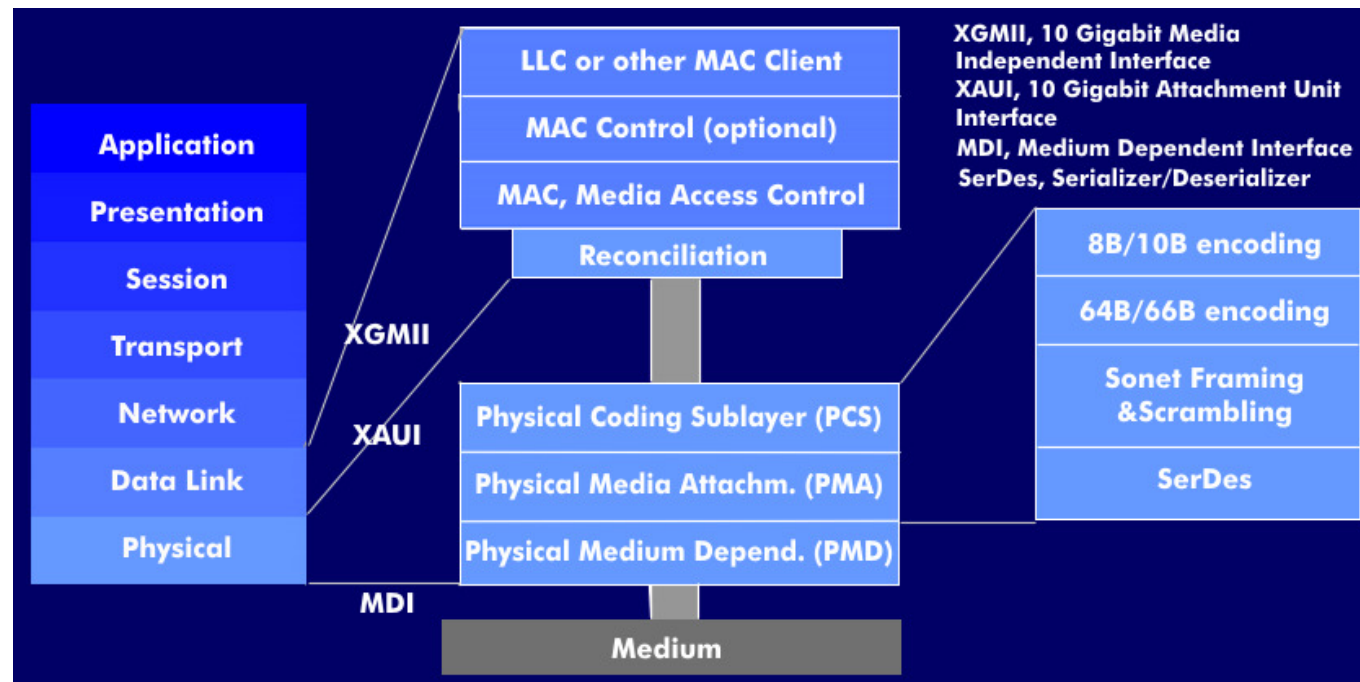 Application
Presentation
Session
Transport
Network
Data Link
Physical
XGMII
XAUI
MDI
LLC or other MAC Client
MAC Control (optional)
MAC, Media Access Control
Reconciliation
Physical Coding Sublayer (PCS)
Physical Media Attachm. (PMA)
Physical Medium Depend. (PMD)
Medium
XGMII, 10 Gigabit Media
Independent Interface
XAUI, 10 Gigabit Attachment Unit
Interface
MDI, Medium Dependent Interface
SerDes, Serializer/Deserializer
8B/10B encoding
64B/66B encoding
Sonet Framing
&Scrambling
SerDes